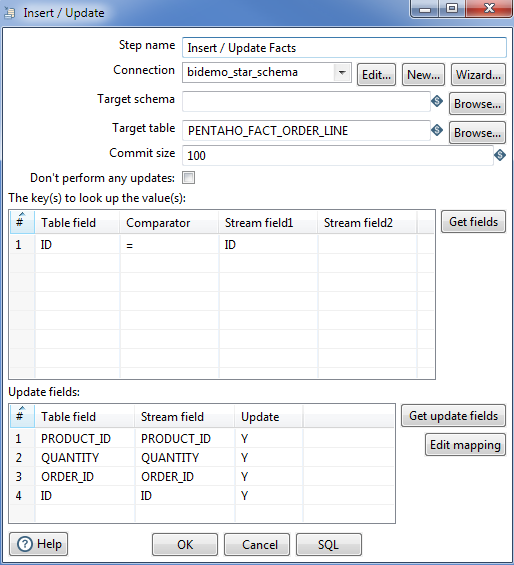 Insert / Update
Step name Insert / Update Facts
Connection bidemo_star_schema Edit... New... Wizard...
Target schema Browse...
Target table PENTAHO_FACT_ORDER_LINE Browse...
Commit size 100
Don't perform any updates:
The key(s) to look up the value(s):
# Table field Comparator Stream field1 Stream field2 Get fields
1 ID = ID
Update fields:
# Table field Stream field Update Get update fields
1 PRODUCT_ID PRODUCT_ID Y
Edit mapping
2 QUANTITY QUANTITY Y
3 ORDER_ID ORDER_ID Y
4 ID ID Y
? Help OK Cancel SQL